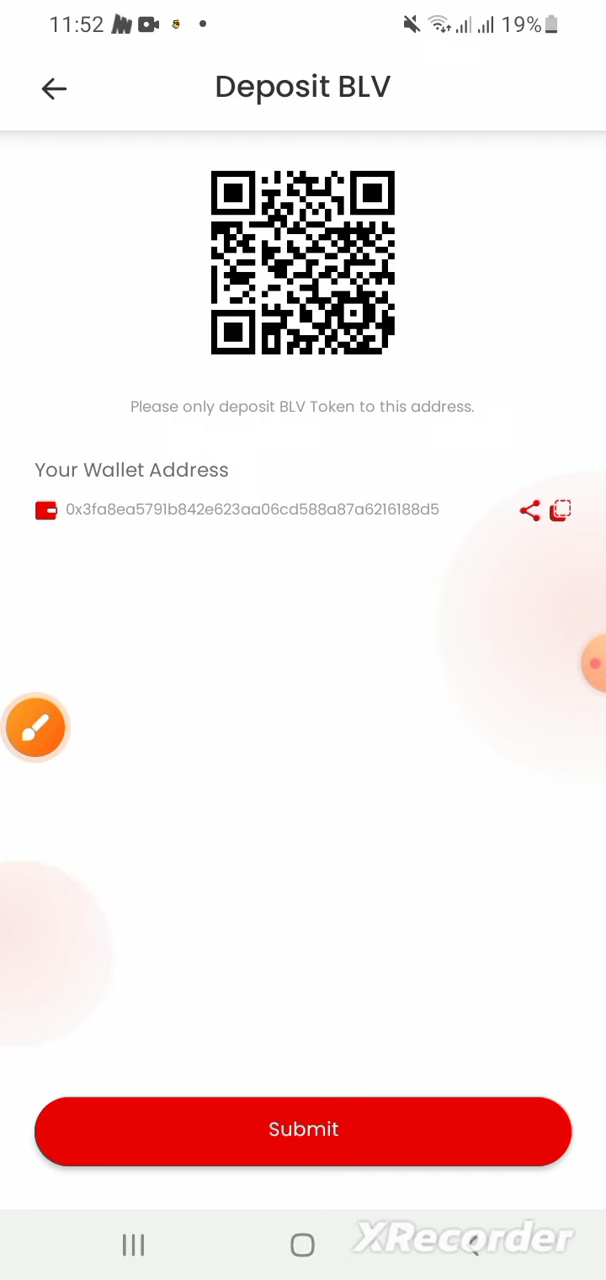 11:52
19%
Deposit BLV
Please only deposit BLV Token to this address.
Your Wallet Address
0x3fa8ea5791b842e623aa06cd588a87a6216188d5
Submit
XRecorder